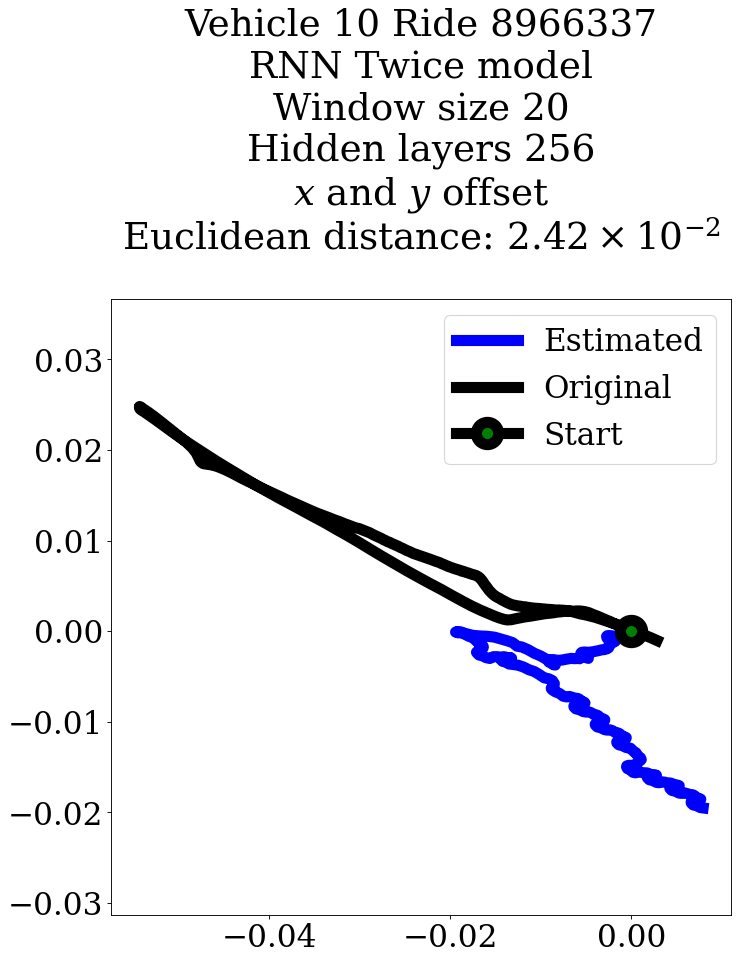 Vehicle 10 Ride 8966337
RNN Twice model
Window size 20
Hidden layers 256
x and y offset
Euclidean distance: 2.42 × 10⁻²
Estimated
Original
Start
0.03
0.02
0.01
0.00
−0.01
−0.02
−0.03
−0.04
−0.02
0.00